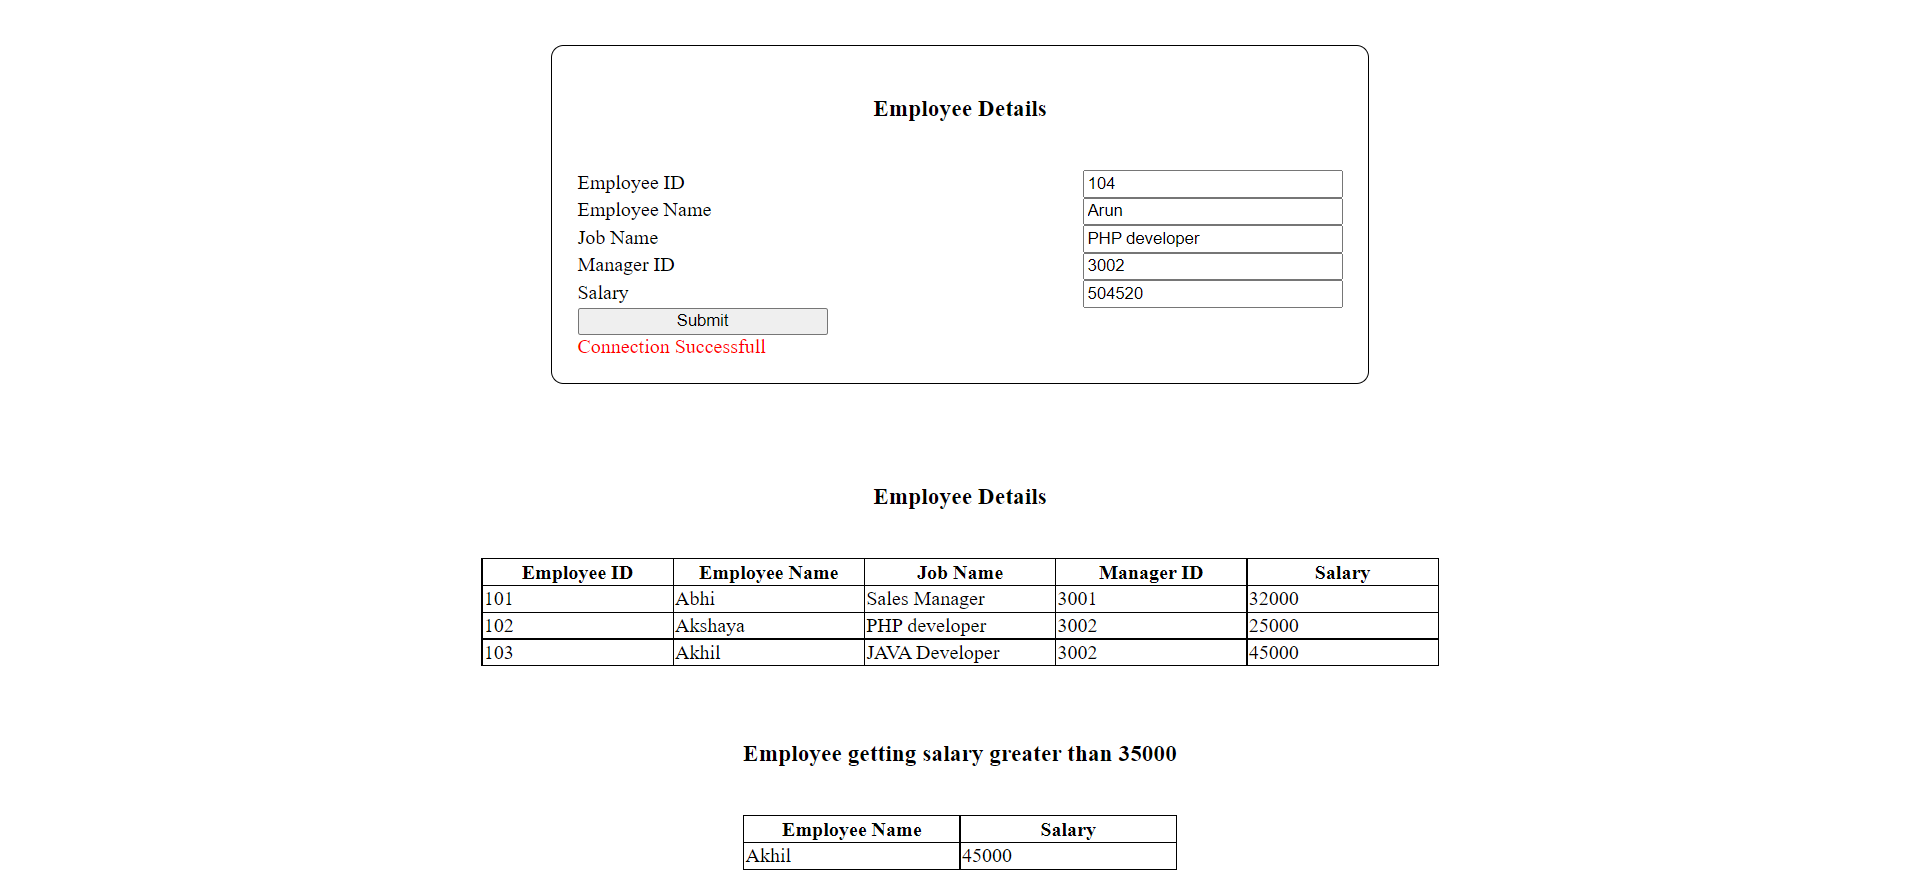 Employee Details
Employee ID 104
Employee Name Arun
Job Name PHP developer
Manager ID 3002
Salary 504520
Submit
Connection Successfull
Employee Details
Employee ID Employee Name Job Name Manager ID Salary
101 Abhi Sales Manager 3001 32000
102 Akshaya PHP developer 3002 25000
103 Akhil JAVA Developer 3002 45000
Employee getting salary greater than 35000
Employee Name Salary
Akhil 45000